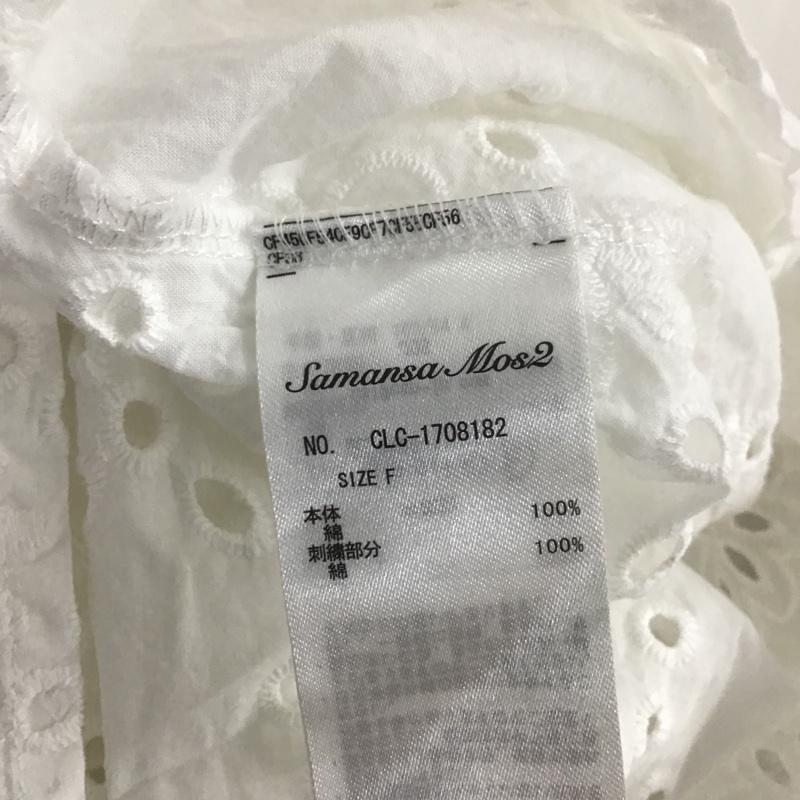 Samansa Mos2
NO. CLC-1708182
SIZE F
本体 100%
綿
刺繍部分 100%
綿